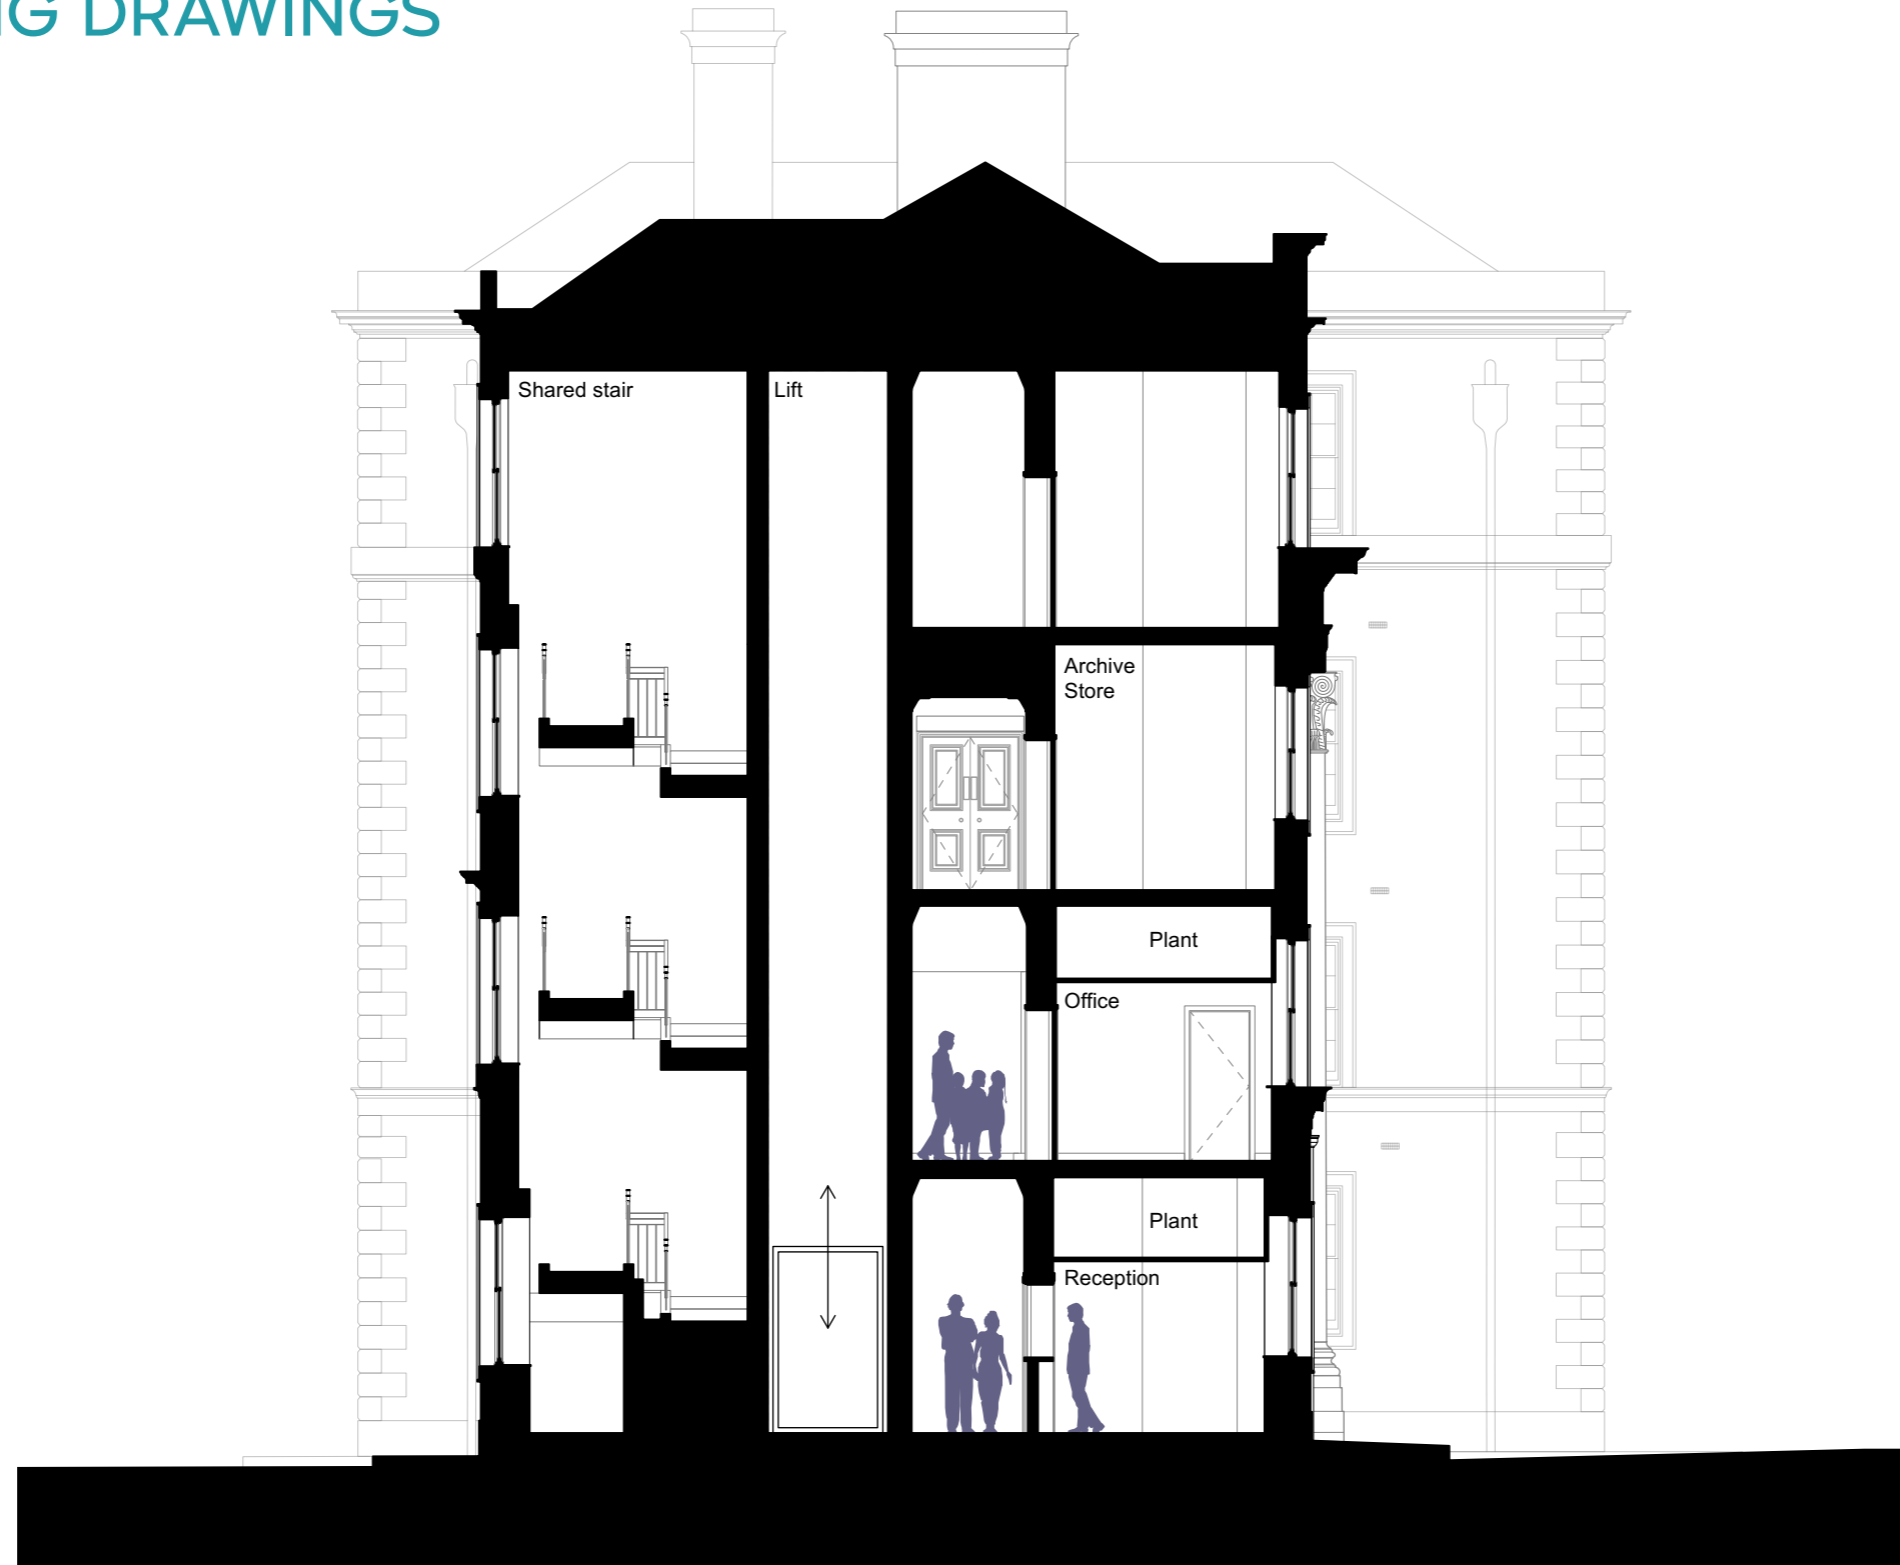 DRAWINGS
Shared stair
Lift
Archive
Store
Plant
Office
Plant
Reception